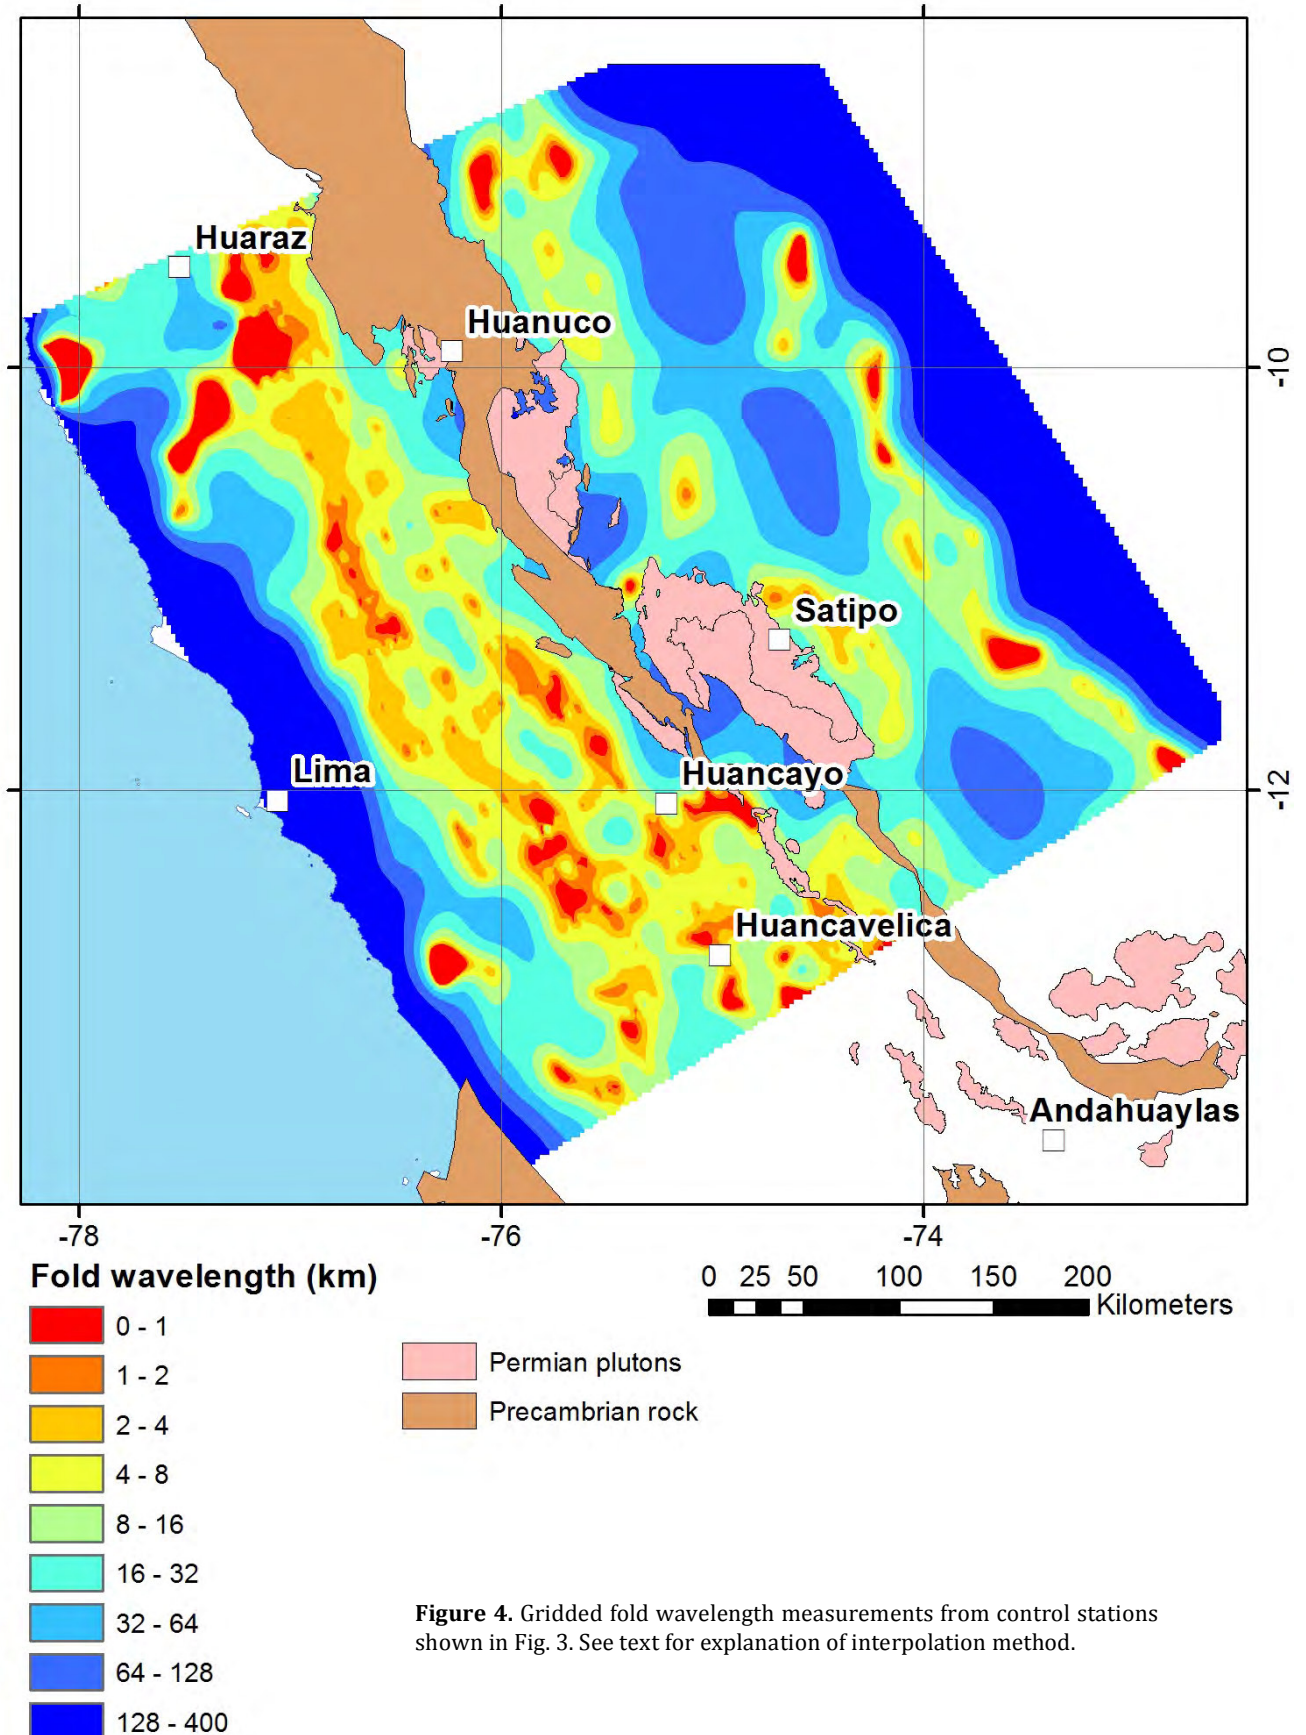 Huaraz
Huanuco
-10
Satipo
Lima
Huancayo
-12
Huancavelica
Andahuaylas
-78
-76
-74
Fold wavelength (km)
0 - 1
1 - 2
2 - 4
4 - 8
8 - 16
16 - 32
32 - 64
64 - 128
128 - 400
0 25 50 100 150 200
Kilometers
Permian plutons
Precambrian rock
Figure 4. Gridded fold wavelength measurements from control stations
shown in Fig. 3. See text for explanation of interpolation method.